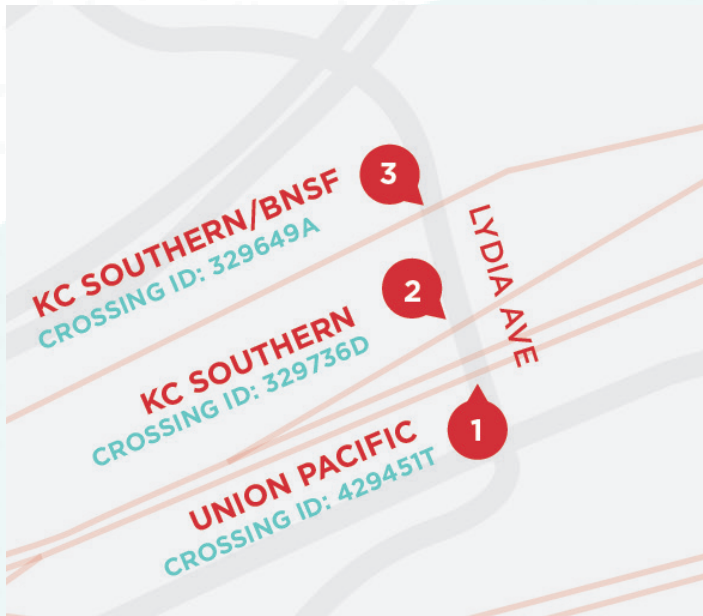 3
KC SOUTHERN/BNSF
CROSSING ID: 329649A
LYDIA AVE
2
KC SOUTHERN
CROSSING ID: 329736D
1
UNION PACIFIC
CROSSING ID: 429451T